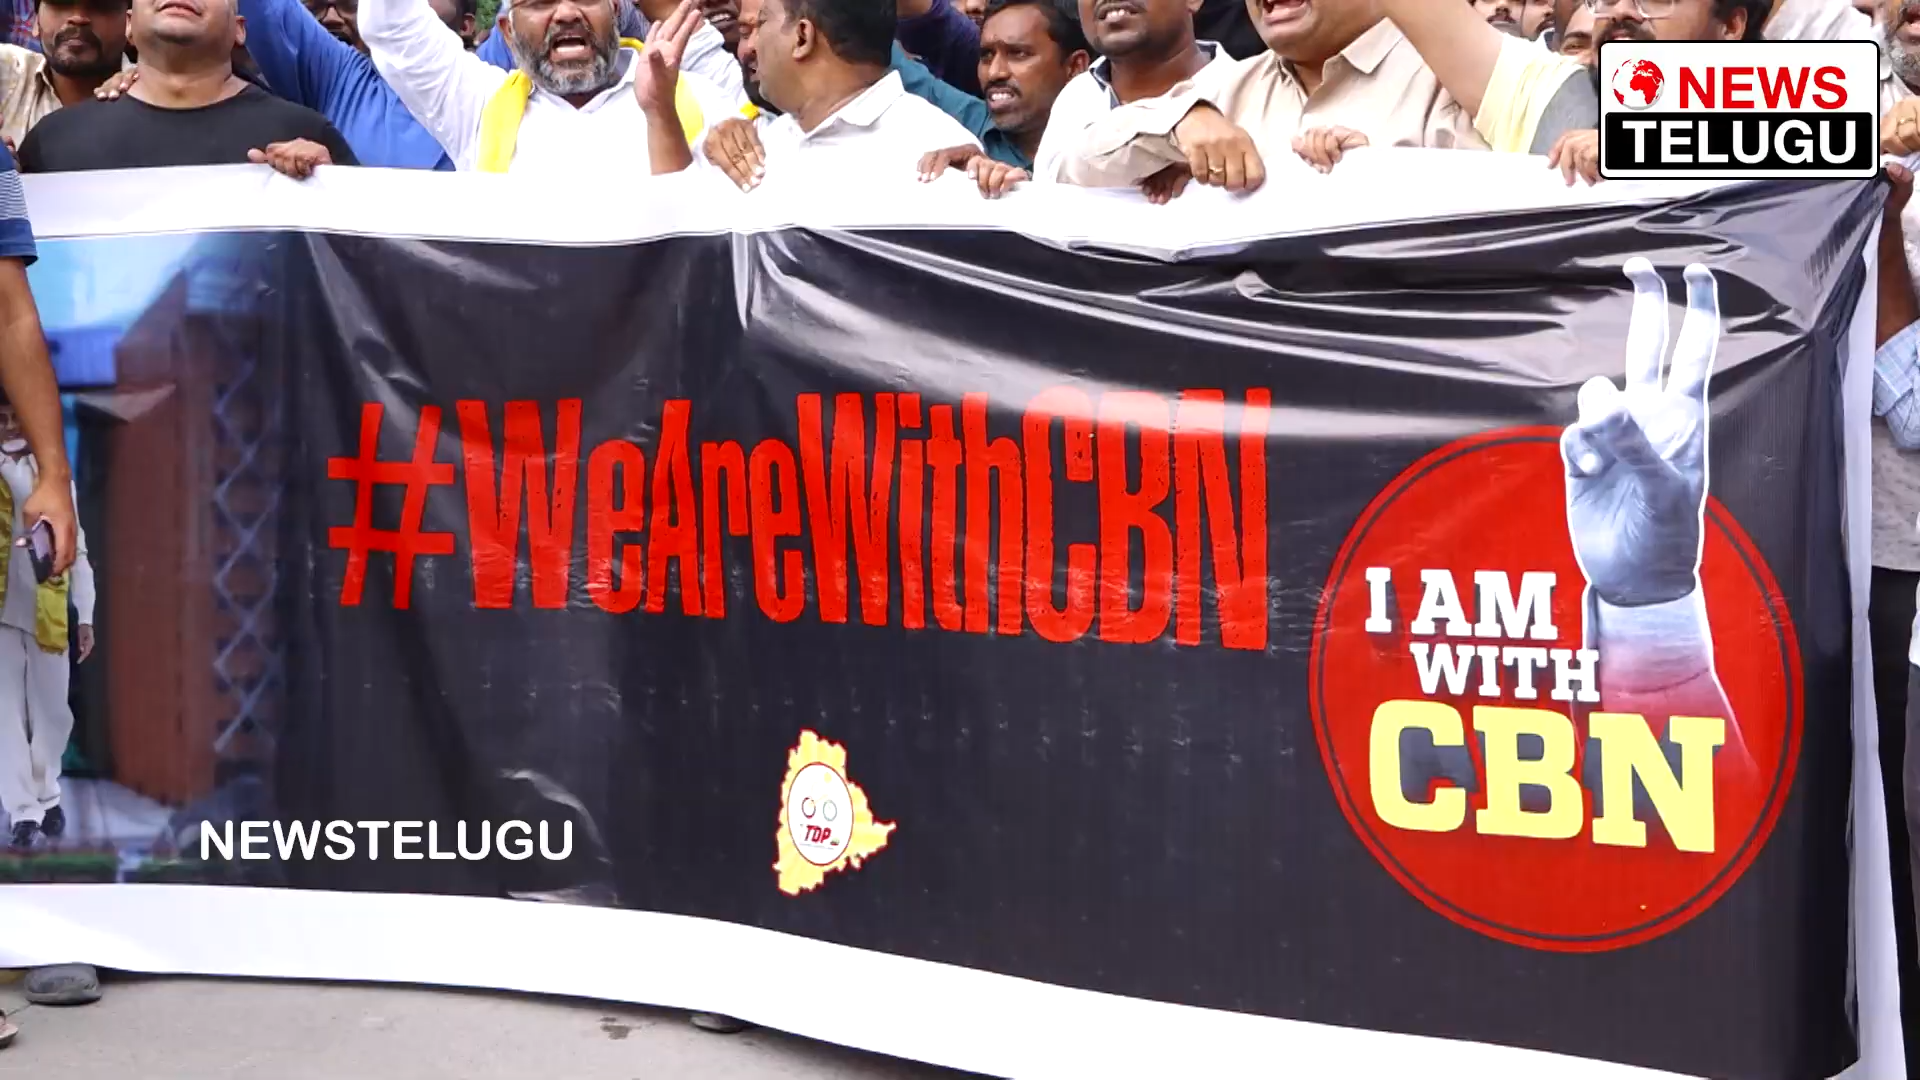 NEWS
TELUGU
#WeAreWithCBN
I AM
WITH
CBN
TDP
NEWSTELUGU